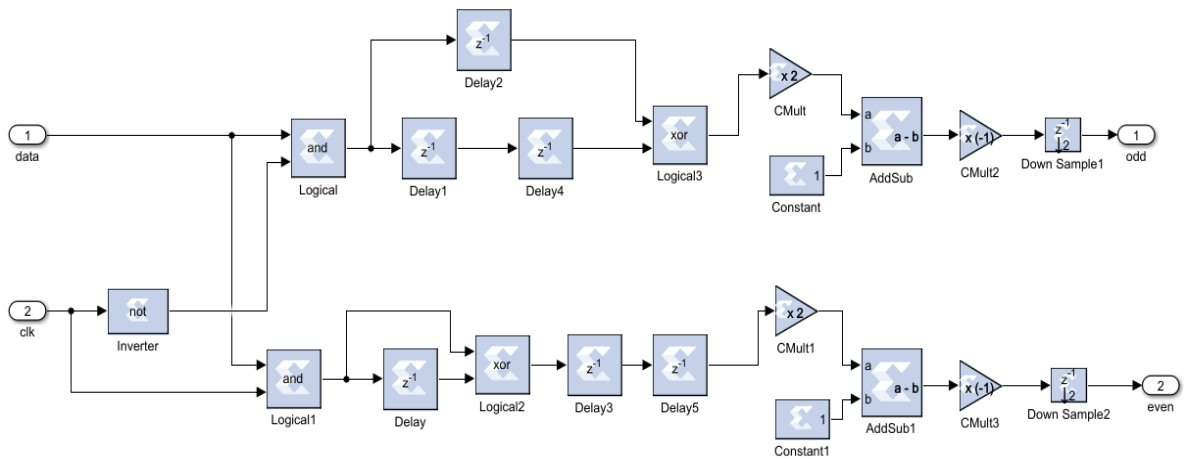 z⁻¹
Delay2
x 2
CMult
1
data
and
Logical
z⁻¹
Delay1
z⁻¹
Delay4
xor
Logical3
a
b
a - b
AddSub
x (-1)
CMult2
z⁻¹
↓2
Down Sample1
1
odd
1
Constant
2
clk
not
Inverter
and
Logical1
z⁻¹
Delay
xor
Logical2
z⁻¹
Delay3
z⁻¹
Delay5
x 2
CMult1
a
b
a - b
AddSub1
1
Constant1
x (-1)
CMult3
z⁻¹
↓2
Down Sample2
2
even